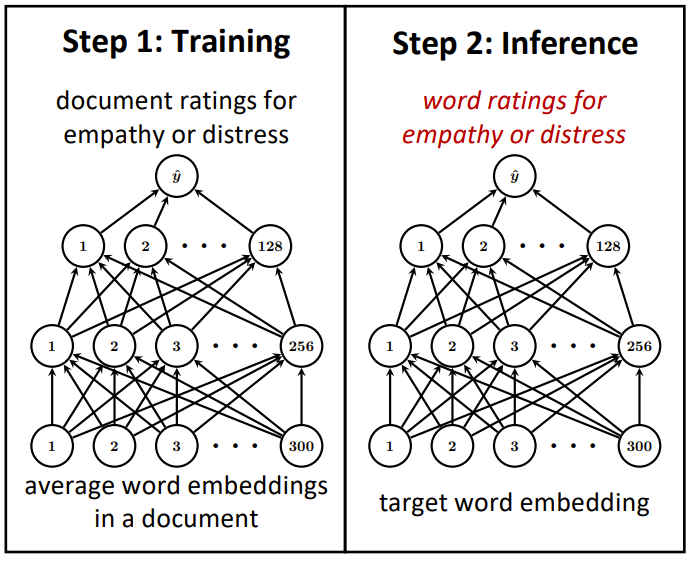 Step 1: Training
document ratings for
empathy or distress
ŷ
1 2 · · · 128
1 2 3 · · · 256
1 2 3 · · · 300
average word embeddings
in a document
Step 2: Inference
word ratings for
empathy or distress
ŷ
1 2 · · · 128
1 2 3 · · · 256
1 2 3 · · · 300
target word embedding